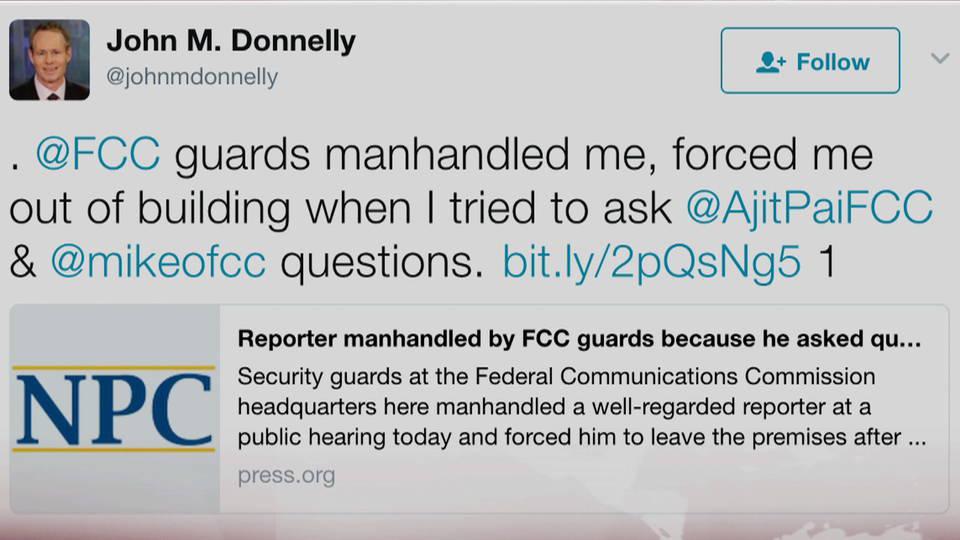 John M. Donnelly
@johnmdonnelly
Follow
. @FCC guards manhandled me, forced me
out of building when I tried to ask @AjitPaiFCC
& @mikeofcc questions. bit.ly/2pQsNg5 1
NPC
Reporter manhandled by FCC guards because he asked qu...
Security guards at the Federal Communications Commission
headquarters here manhandled a well-regarded reporter at a
public hearing today and forced him to leave the premises after ...
press.org